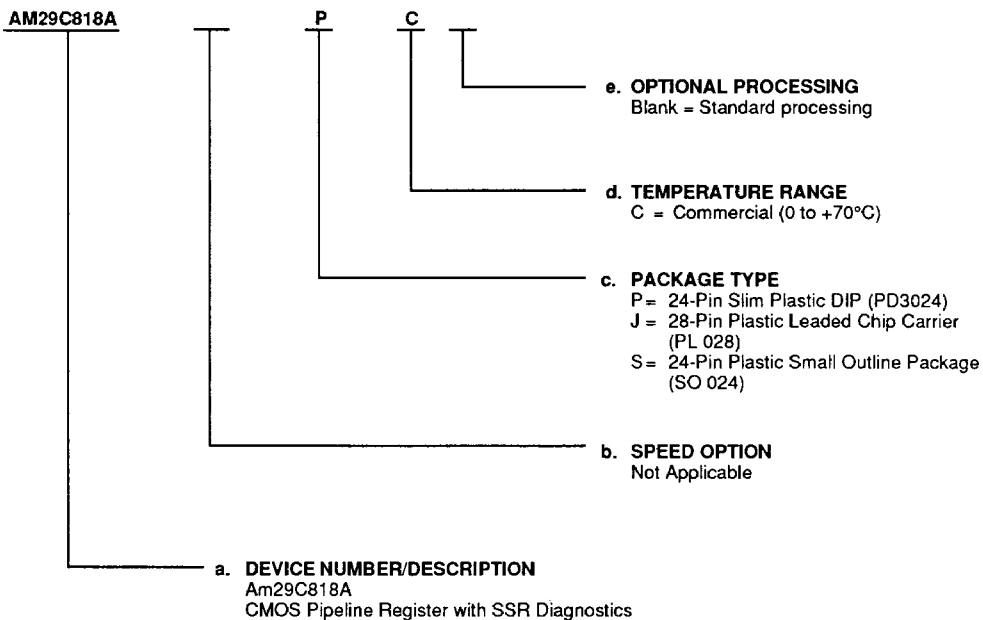 AM29C818A P C
e. OPTIONAL PROCESSING
Blank = Standard processing
d. TEMPERATURE RANGE
C = Commercial (0 to +70°C)
c. PACKAGE TYPE
P = 24-Pin Slim Plastic DIP (PD3024)
J = 28-Pin Plastic Leaded Chip Carrier
(PL 028)
S = 24-Pin Plastic Small Outline Package
(SO 024)
b. SPEED OPTION
Not Applicable
a. DEVICE NUMBER/DESCRIPTION
Am29C818A
CMOS Pipeline Register with SSR Diagnostics